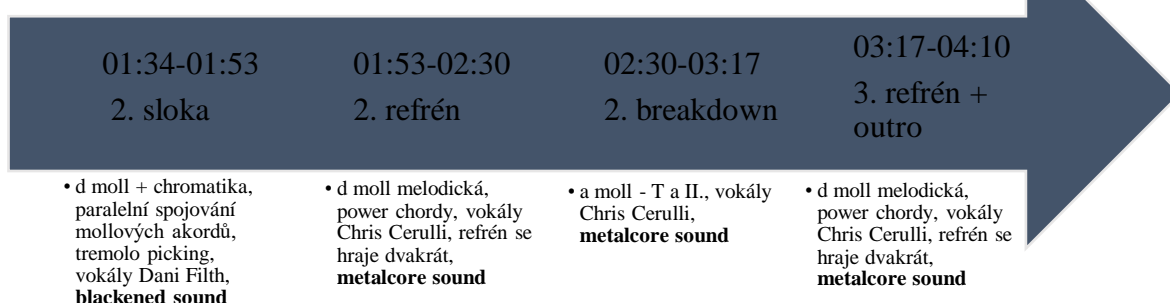 01:34-01:53
2. sloka
• d moll + chromatika,
paralelní spojování
mollových akordů,
tremolo picking,
vokály Dani Filth,
blackened sound
01:53-02:30
2. refrén
• d moll melodická,
power chordy, vokály
Chris Cerulli, refrén se
hraje dvakrát,
metalcore sound
02:30-03:17
2. breakdown
• a moll - T a II., vokály
Chris Cerulli,
metalcore sound
03:17-04:10
3. refrén +
outro
• d moll melodická,
power chordy, vokály
Chris Cerulli, refrén se
hraje dvakrát,
metalcore sound